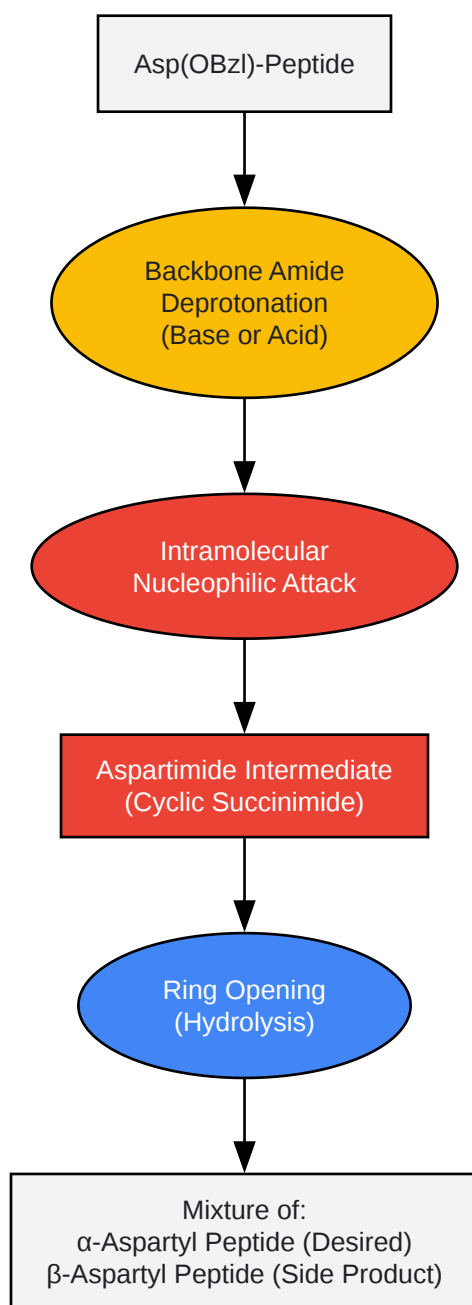 Asp(OBzl)-Peptide
Backbone Amide
Deprotonation
(Base or Acid)
Intramolecular
Nucleophilic Attack
Aspartimide Intermediate
(Cyclic Succinimide)
Ring Opening
(Hydrolysis)
Mixture of:
α-Aspartyl Peptide (Desired)
β-Aspartyl Peptide (Side Product)